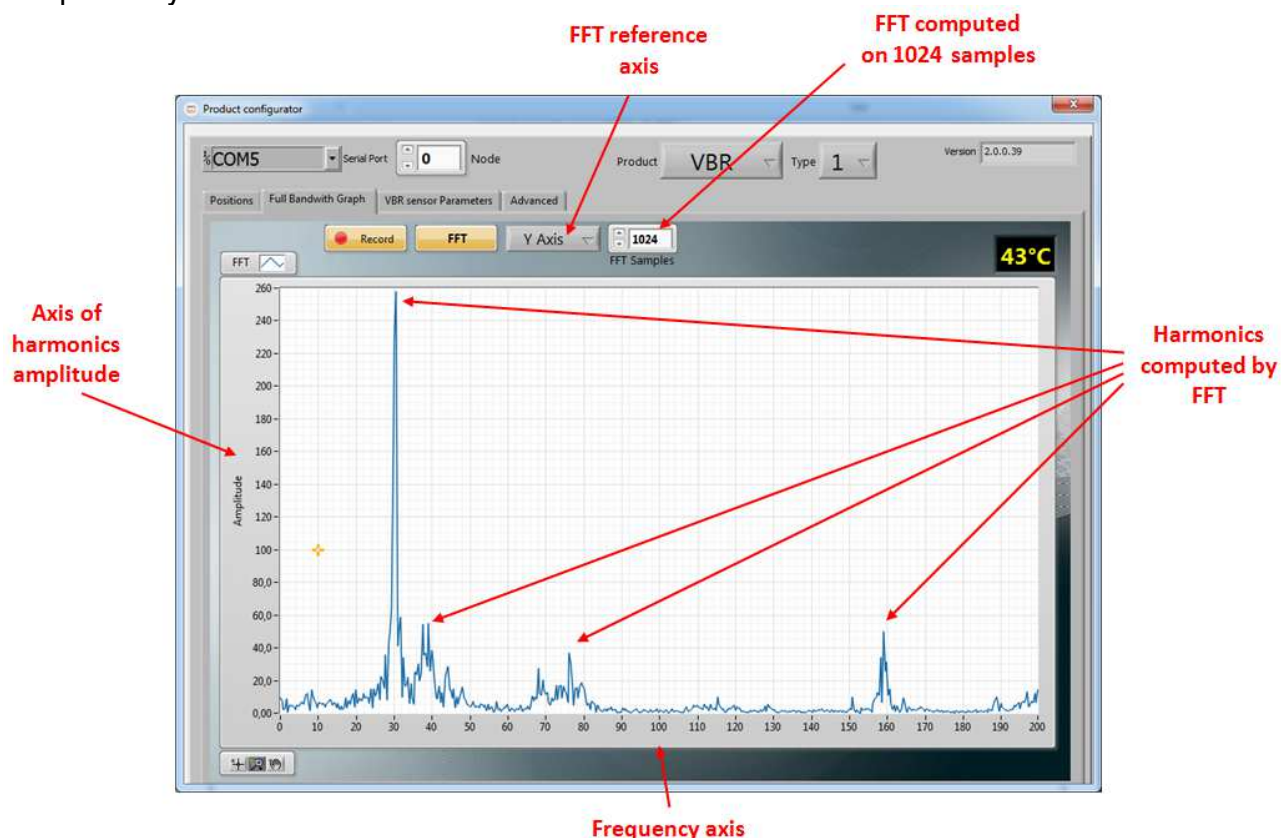 FFT reference
axis
FFT computed
on 1024 samples
Product configurator
COM5 Serial Port 0 Node Product VBR Type 1 Version 2.0.0.39
Positions Full Bandwith Graph VBR sensor Parameters Advanced
Record FFT Y Axis 1024
FFT Samples
FFT
43°C
Axis of
harmonics
amplitude
Harmonics
computed by
FFT
Amplitude
260
240
220
200
180
160
140
120
100
80,0
60,0
40,0
20,0
0,00
0 10 20 30 40 50 60 70 80 90 100 110 120 130 140 150 160 170 180 190 200
Frequency axis